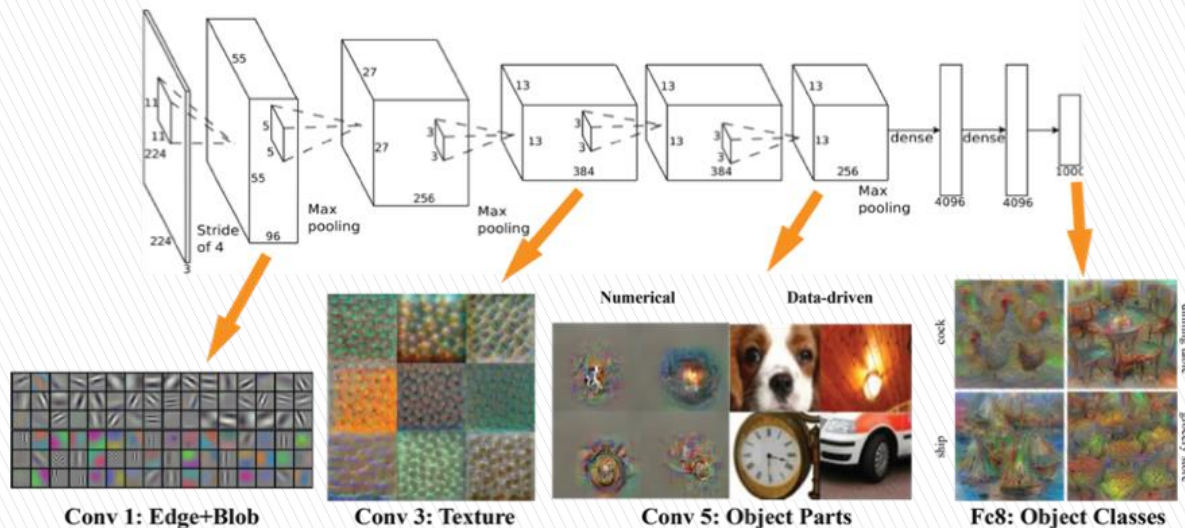 55
27
13
13
13
11
5
3
3
3
11
5
27
3
13
3
13
3
13
dense
dense
224
55
384
384
256
1000
256
Max
pooling
4096
4096
Stride
of 4
Max
pooling
Max
pooling
224
96
3
Numerical
Data-driven
cock
ship
Conv 1: Edge+Blob
Conv 3: Texture
Conv 5: Object Parts
Fc8: Object Classes